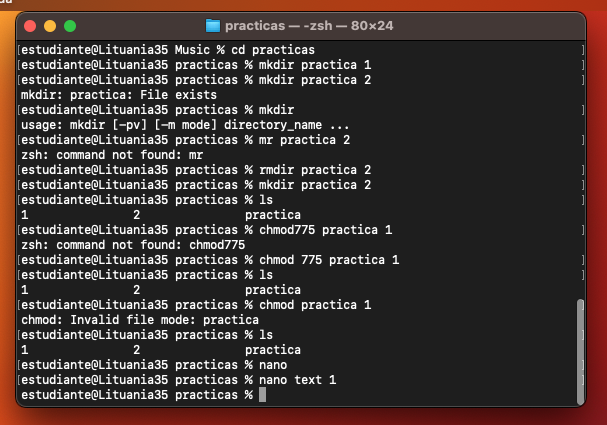 practicas — -zsh — 80×24
[estudiante@Lituania35 Music % cd practicas ]
[estudiante@Lituania35 practicas % mkdir practica 1 ]
[estudiante@Lituania35 practicas % mkdir practica 2 ]
mkdir: practica: File exists
[estudiante@Lituania35 practicas % mkdir ]
usage: mkdir [-pv] [-m mode] directory_name ...
[estudiante@Lituania35 practicas % mr practica 2 ]
zsh: command not found: mr
[estudiante@Lituania35 practicas % rmdir practica 2 ]
[estudiante@Lituania35 practicas % mkdir practica 2 ]
[estudiante@Lituania35 practicas % ls ]
1 2 practica
[estudiante@Lituania35 practicas % chmod775 practica 1 ]
zsh: command not found: chmod775
[estudiante@Lituania35 practicas % chmod 775 practica 1 ]
[estudiante@Lituania35 practicas % ls ]
1 2 practica
[estudiante@Lituania35 practicas % chmod practica 1 ]
chmod: Invalid file mode: practica
[estudiante@Lituania35 practicas % ls ]
1 2 practica
[estudiante@Lituania35 practicas % nano ]
[estudiante@Lituania35 practicas % nano text 1 ]
estudiante@Lituania35 practicas %